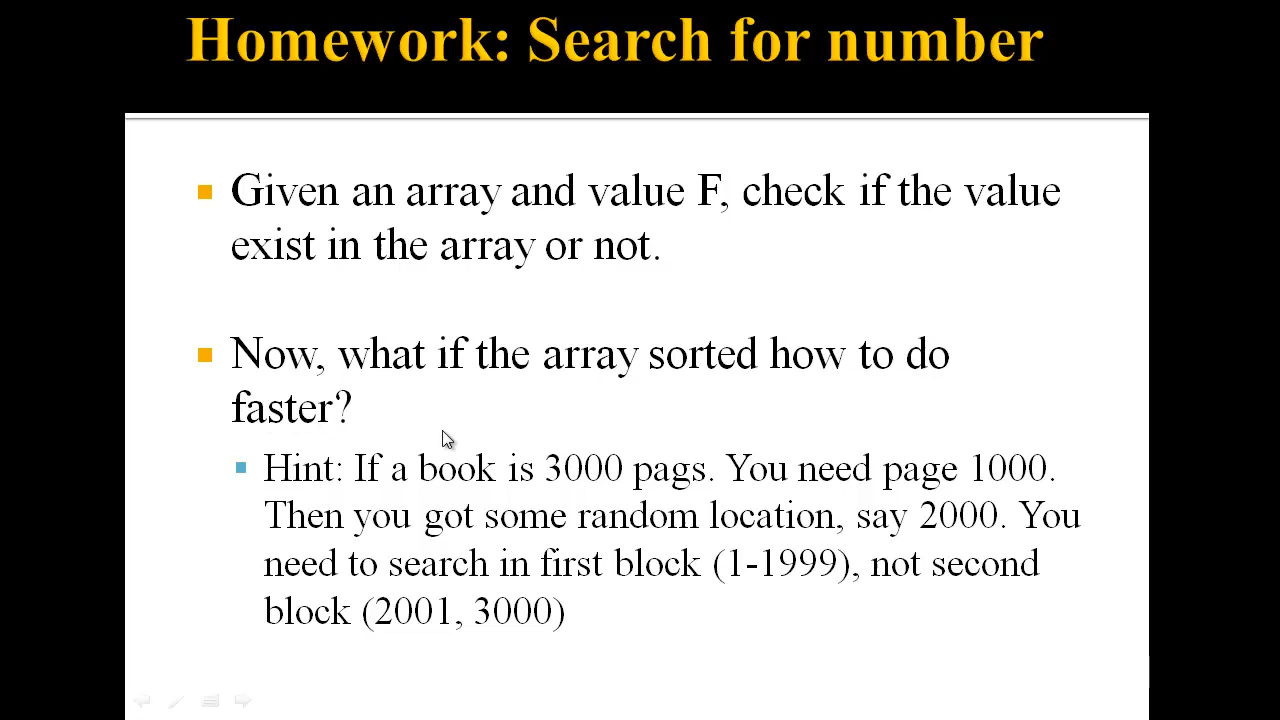 Homework: Search for number
Given an array and value F, check if the value
exist in the array or not.
Now, what if the array sorted how to do
faster?
Hint: If a book is 3000 pags. You need page 1000.
Then you got some random location, say 2000. You
need to search in first block (1-1999), not second
block (2001, 3000)